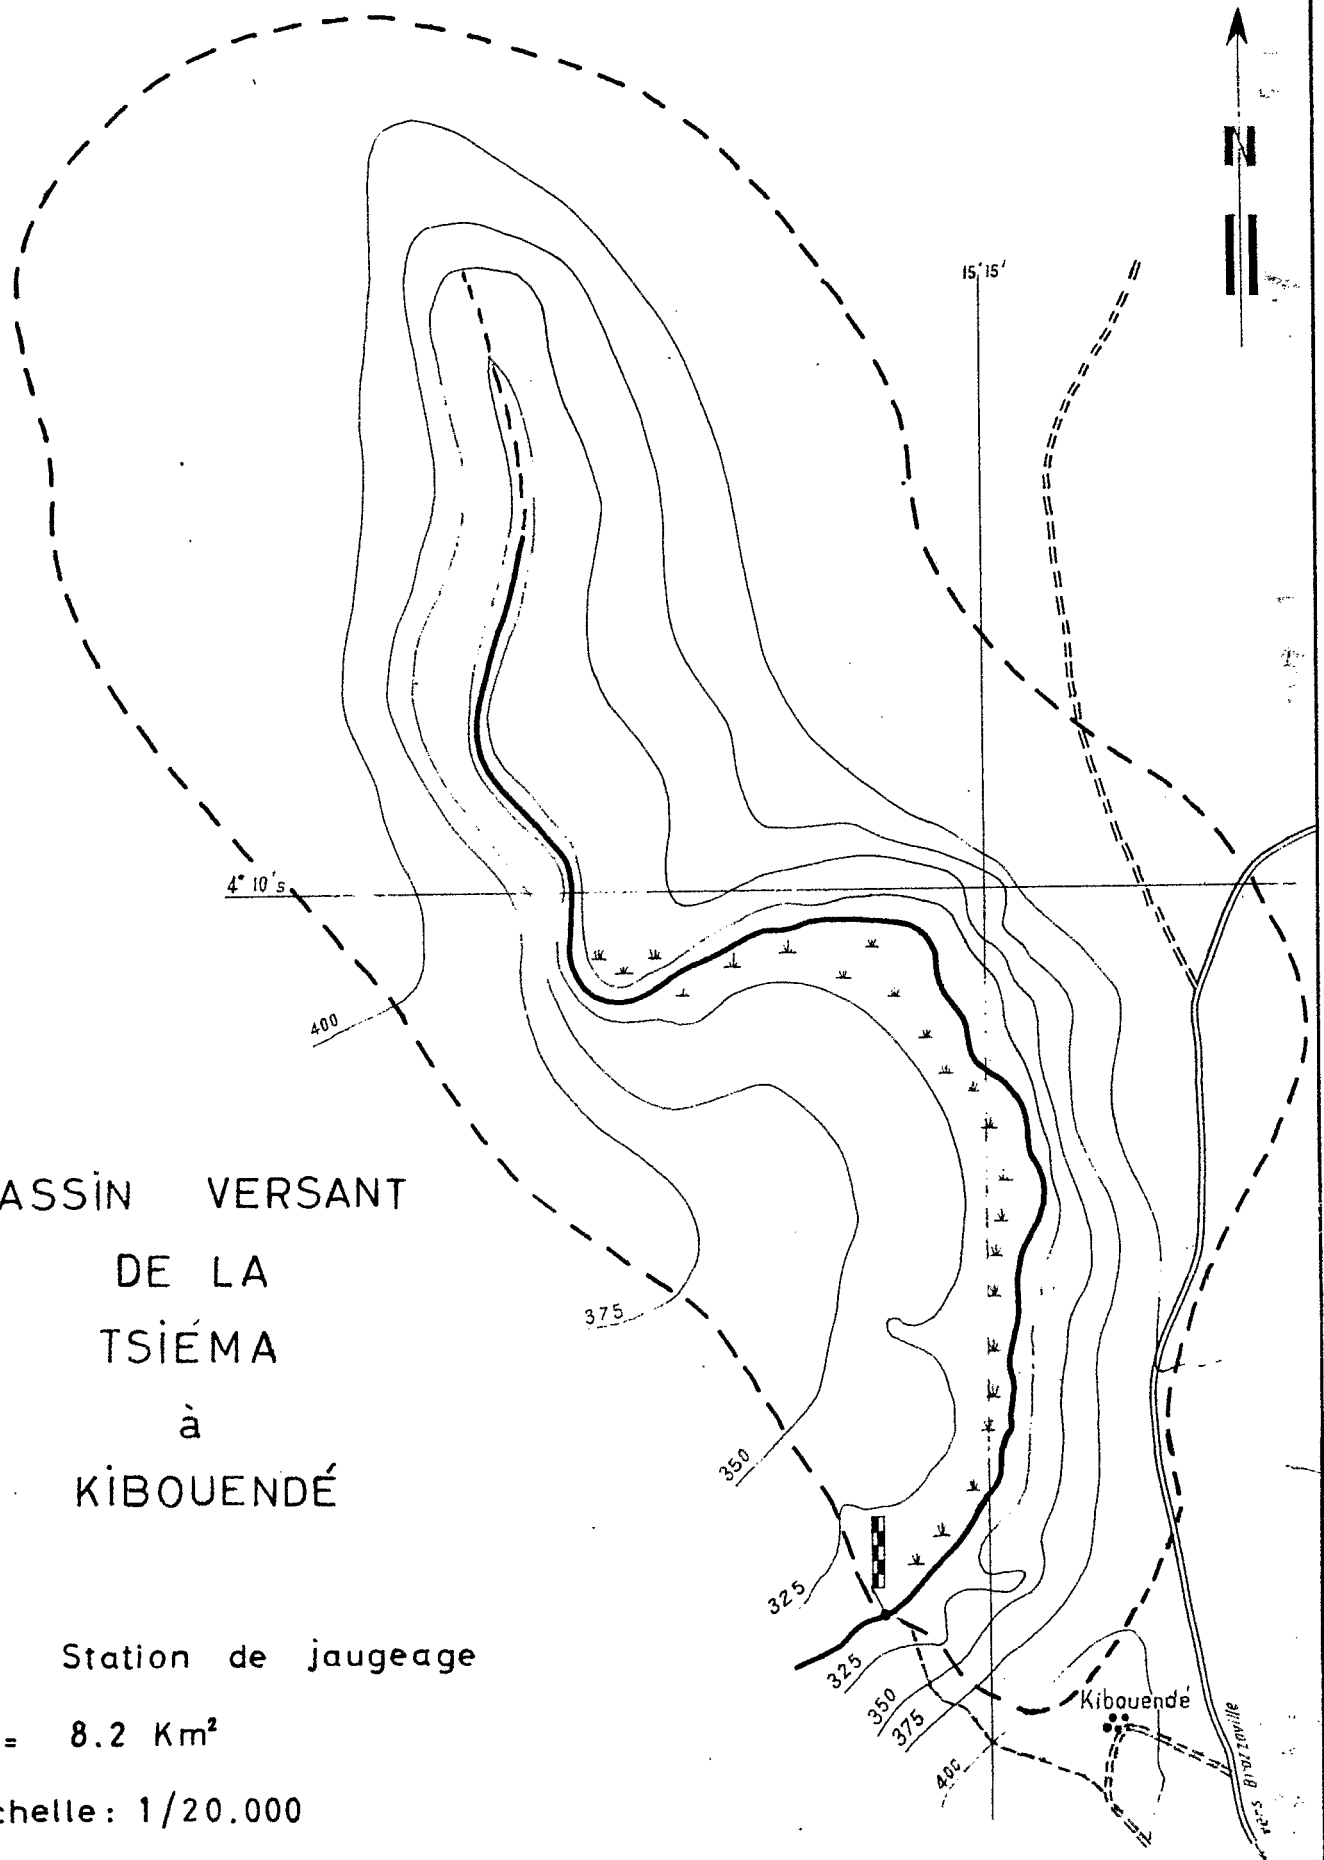 N
15°15'
4° 10's
400
ASSiN VERSANT
DE LA
TSiÉMA
à
KiBOUENDÉ
375
350
325
Station de jaugeage
= 8.2 Km²
chelle: 1/20.000
325
350
375
400
Kibouendé
vers Brazzaville